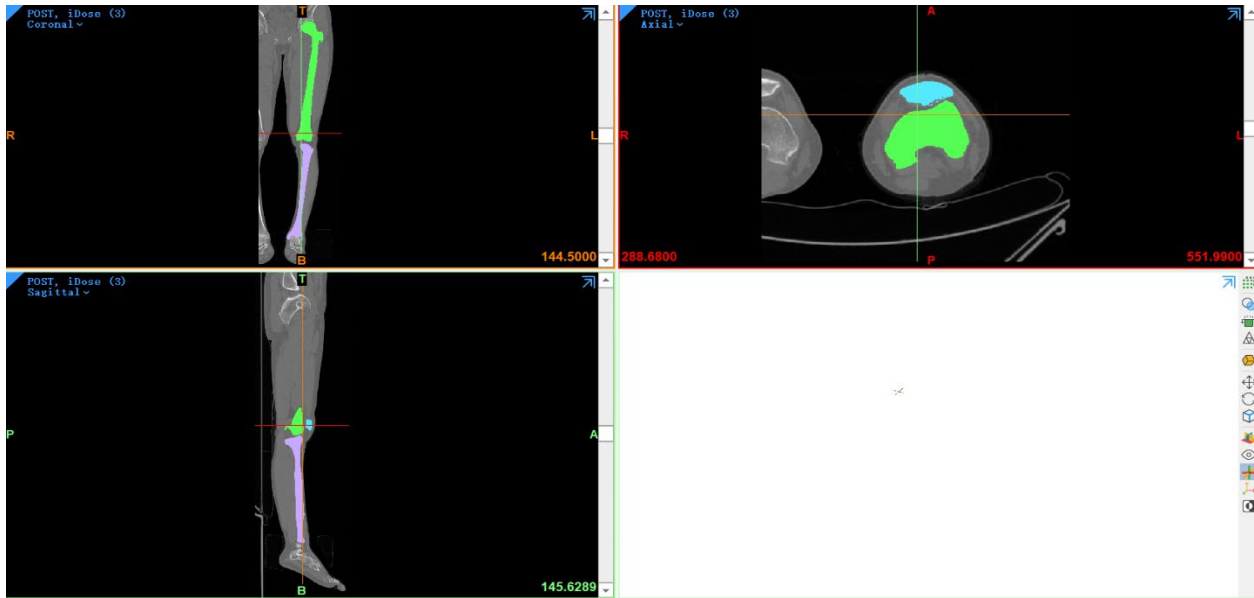 POST, iDose (3)
Coronal
T
R
L
B
144.5000
POST, iDose (3)
Axial
A
R
L
288.6800
P
551.9900
POST, iDose (3)
Sagittal
T
P
A
B
145.6289